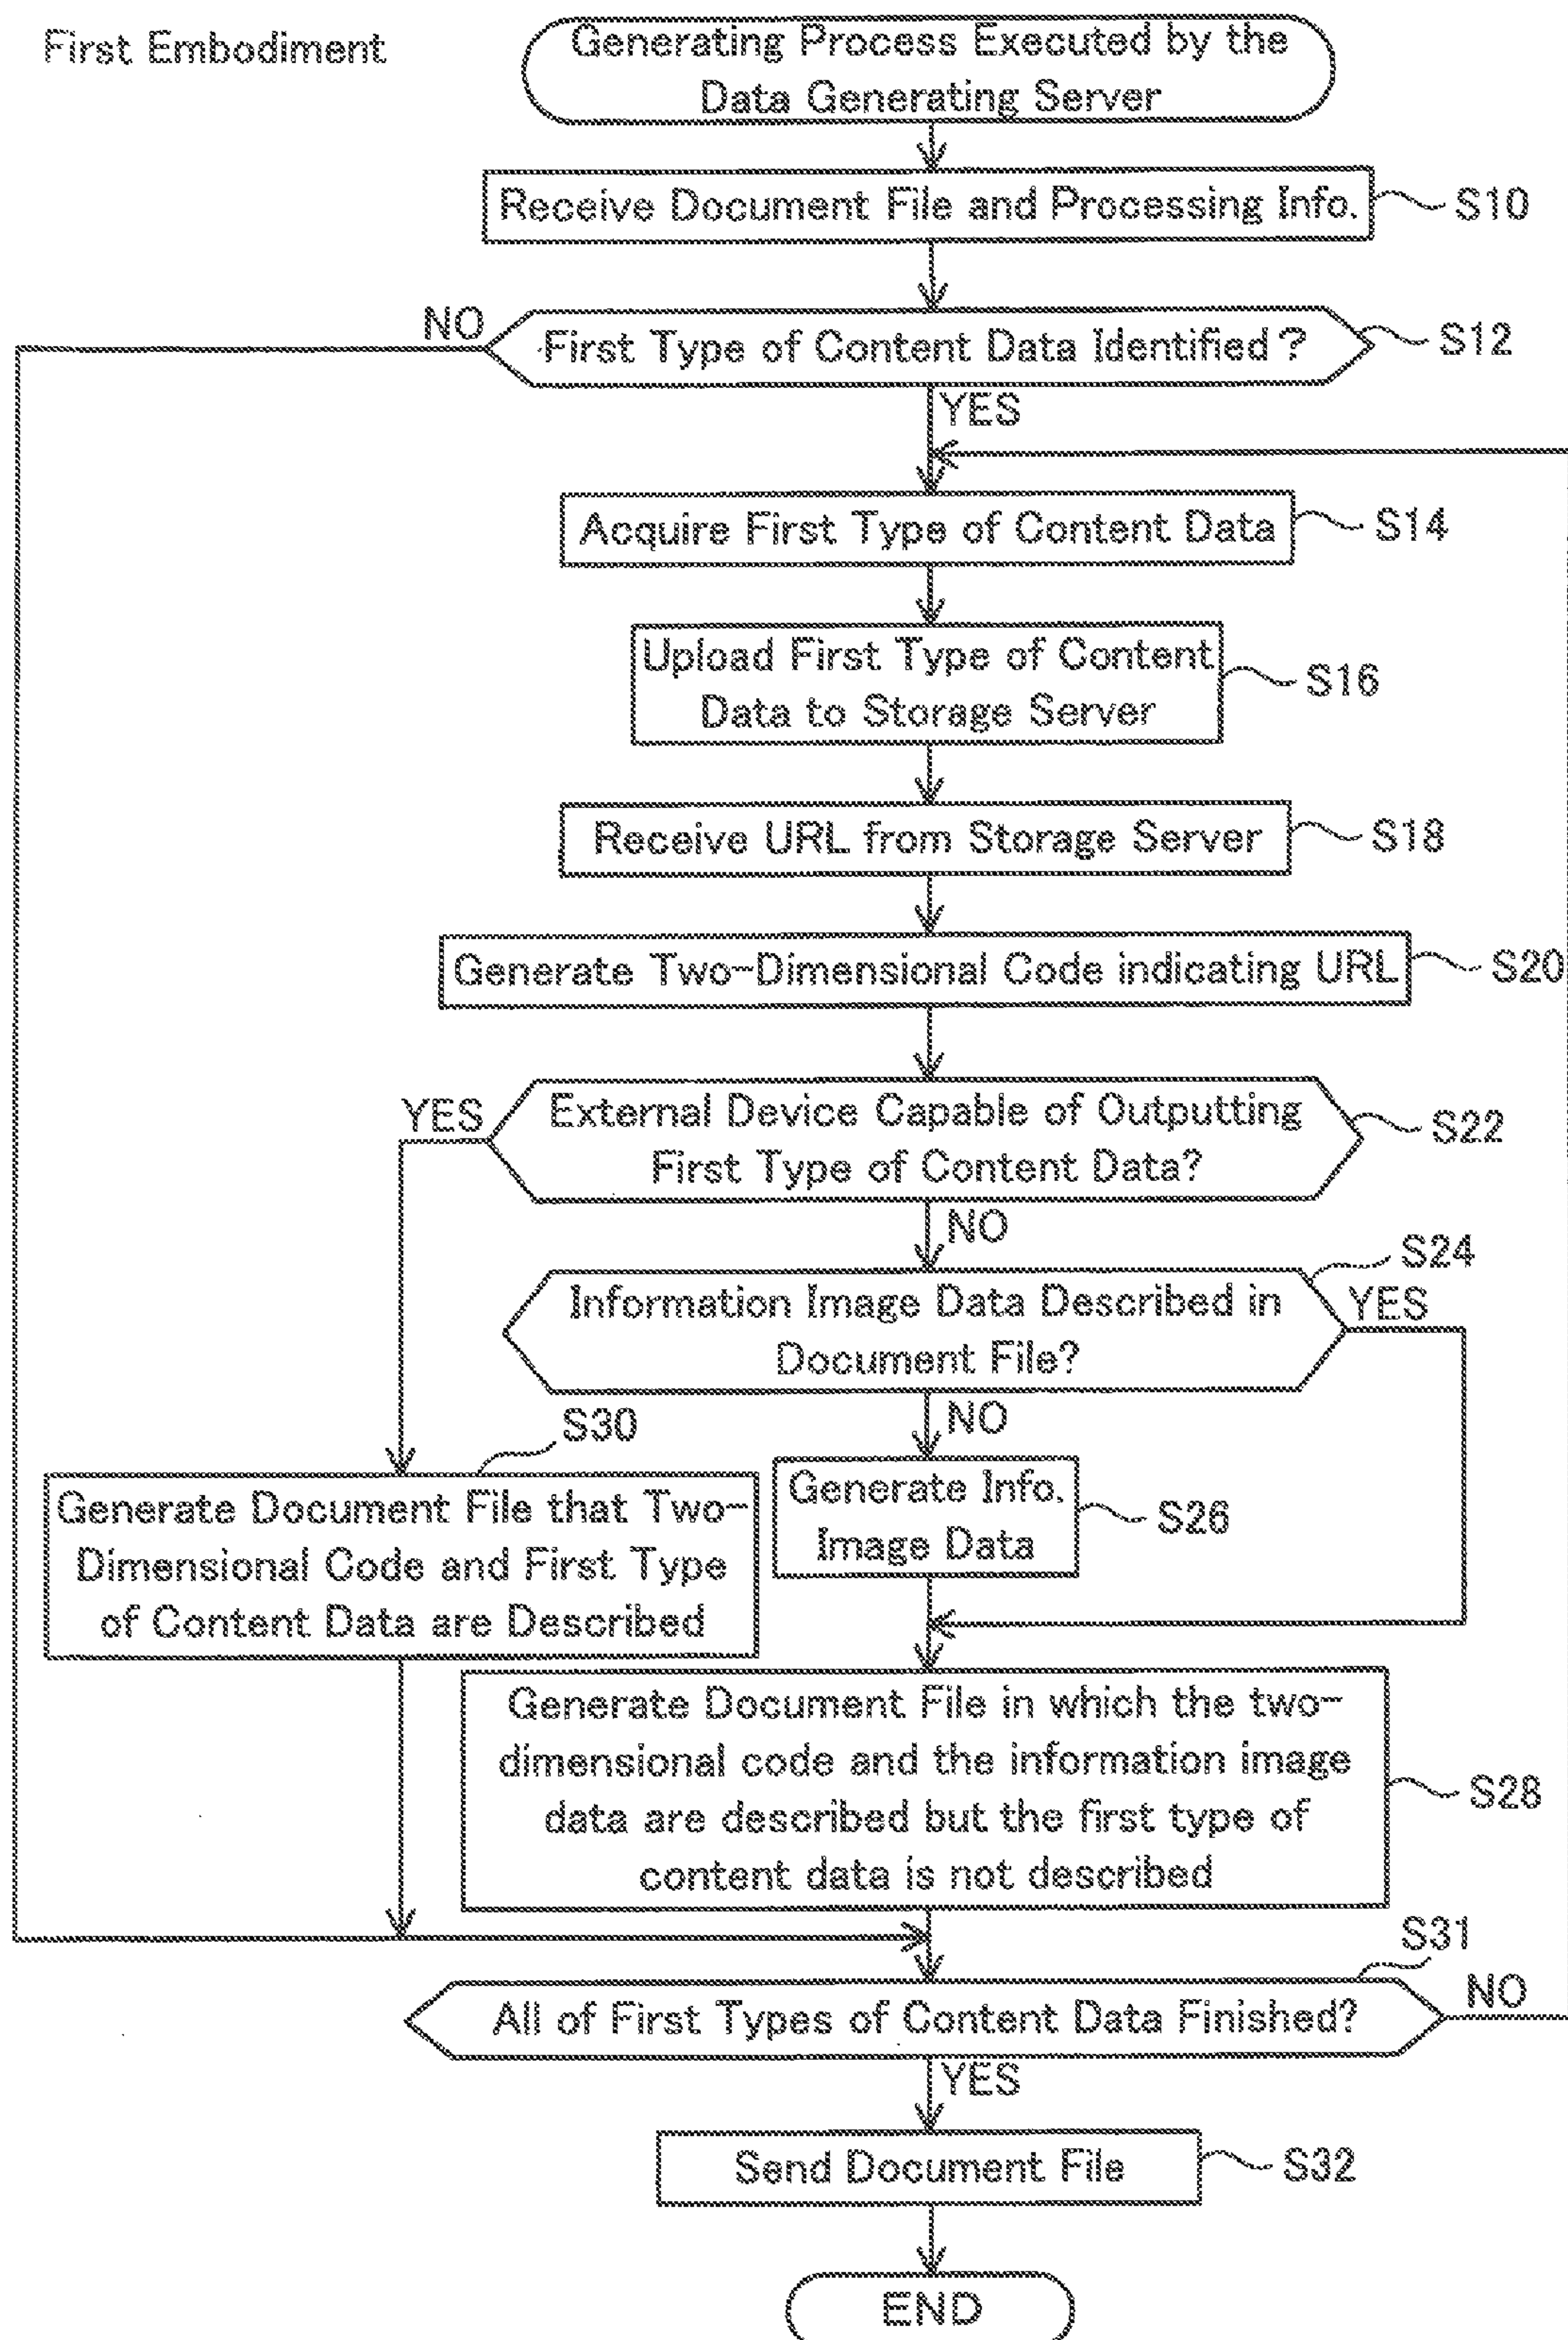 First Embodiment
Generating Process Executed by the
Data Generating Server
Receive Document File and Processing Info.
S10
NO
First Type of Content Data Identified?
S12
YES
Acquire First Type of Content Data
S14
Upload First Type of Content
Data to Storage Server
S16
Receive URL from Storage Server
S18
Generate Two-Dimensional Code indicating URL
S20
YES
External Device Capable of Outputting
First Type of Content Data?
S22
NO
S24
Information Image Data Described in
Document File?
YES
NO
S30
Generate Document File that Two-
Dimensional Code and First Type
of Content Data are Described
Generate Info.
Image Data
S26
Generate Document File in which the two-
dimensional code and the information image
data are described but the first type of
content data is not described
S28
S31
All of First Types of Content Data Finished?
NO
YES
Send Document File
S32
END